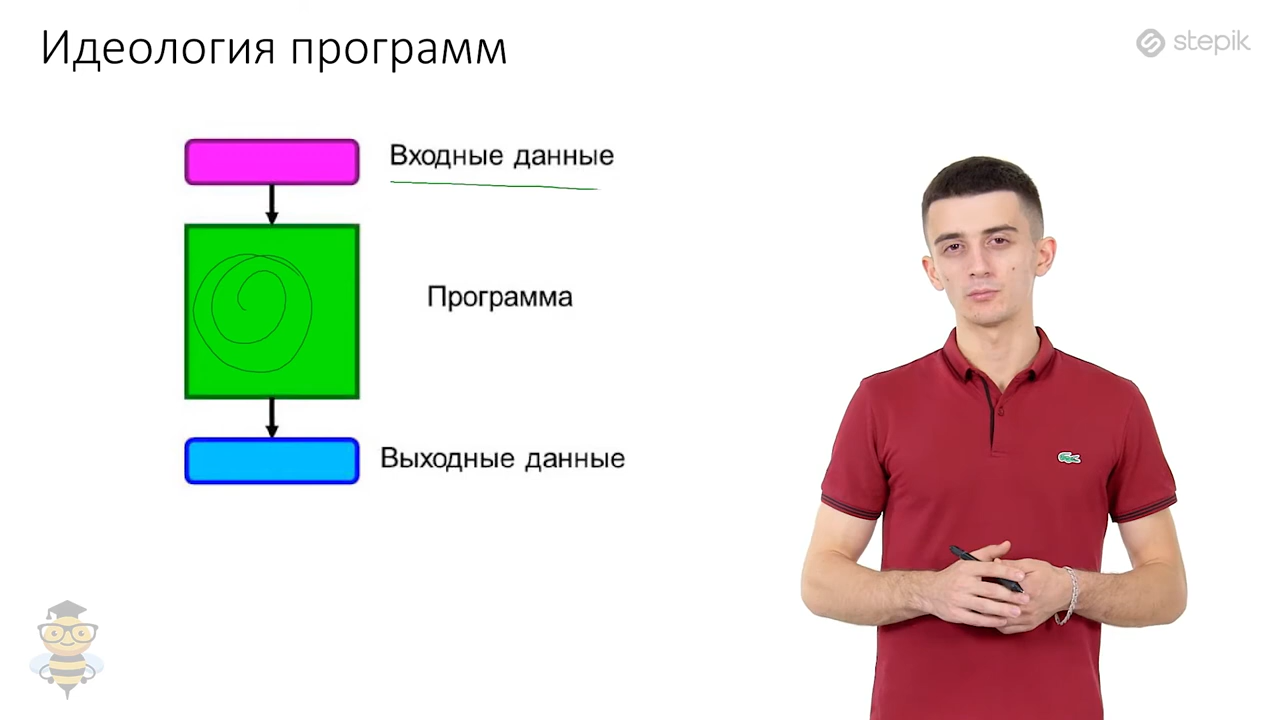 Идеология программ
stepik
Входные данные
Программа
Выходные данные